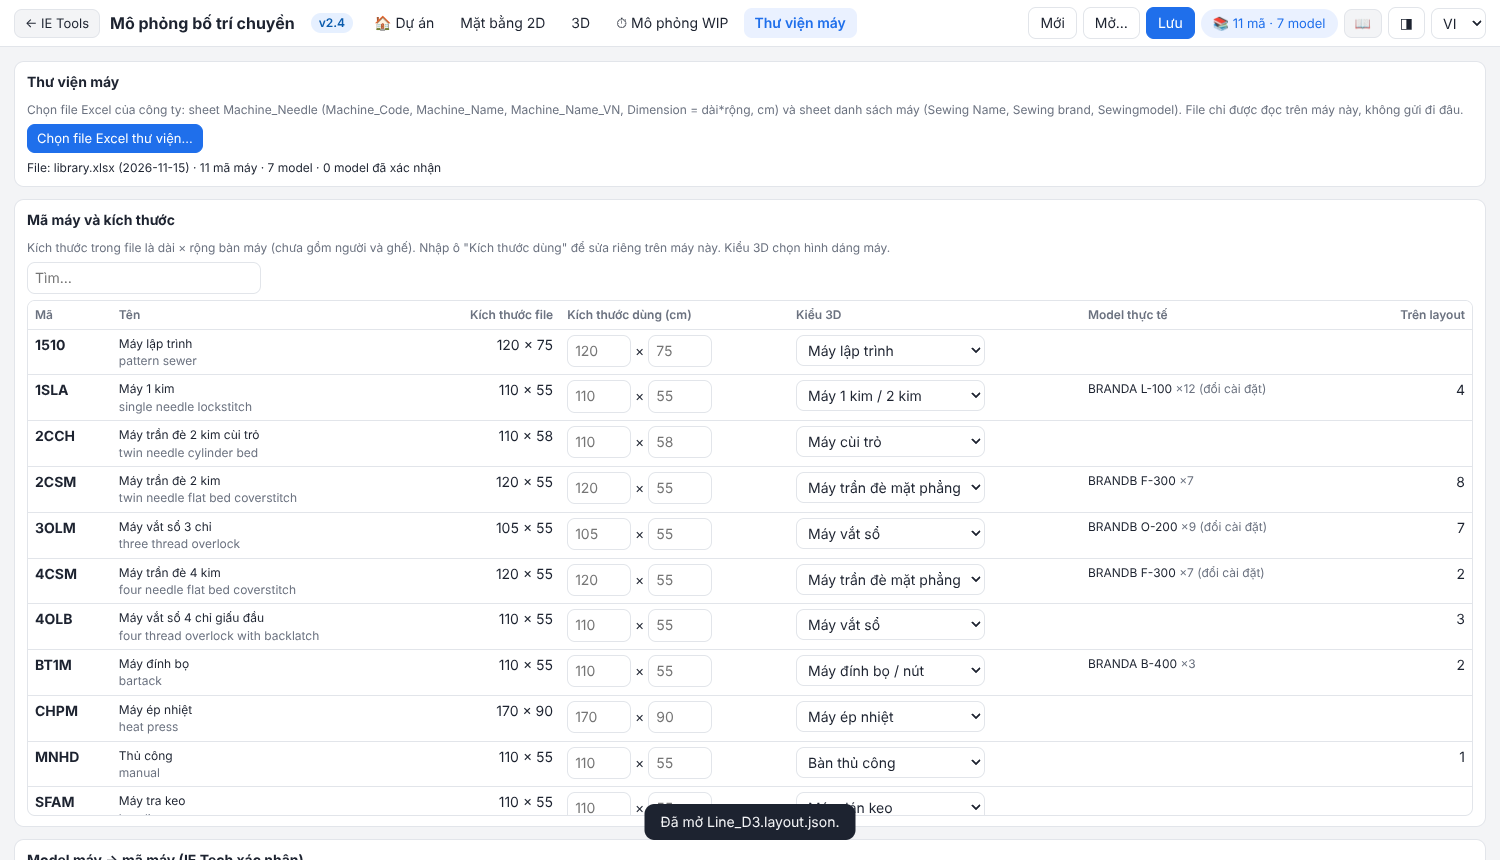 ← IE Tools Mô phỏng bố trí chuyền v2.4 🏠 Dự án Mặt bằng 2D 3D ⏱ Mô phỏng WIP Thư viện máy Mới Mở... Lưu 📚 11 mã · 7 model 📖 ◨ VI
Thư viện máy
Chọn file Excel của công ty: sheet Machine_Needle (Machine_Code, Machine_Name, Machine_Name_VN, Dimension = dài*rộng, cm) và sheet danh sách máy (Sewing Name, Sewing brand, Sewingmodel). File chỉ được đọc trên máy này, không gửi đi đâu.
Chọn file Excel thư viện...
File: library.xlsx (2026-11-15) · 11 mã máy · 7 model · 0 model đã xác nhận
Mã máy và kích thước
Kích thước trong file là dài × rộng bàn máy (chưa gồm người và ghế). Nhập ô "Kích thước dùng" để sửa riêng trên máy này. Kiểu 3D chọn hình dáng máy.
Tìm...
Mã Tên Kích thước file Kích thước dùng (cm) Kiểu 3D Model thực tế Trên layout
1510 Máy lập trình 120 × 75 120 × 75 Máy lập trình
pattern sewer
1SLA Máy 1 kim 110 × 55 110 × 55 Máy 1 kim / 2 kim BRANDA L-100 ×12 (đổi cài đặt) 4
single needle lockstitch
2CCH Máy trần đè 2 kim cùi trỏ 110 × 58 110 × 58 Máy cùi trỏ
twin needle cylinder bed
2CSM Máy trần đè 2 kim 120 × 55 120 × 55 Máy trần đè mặt phẳng BRANDB F-300 ×7 8
twin needle flat bed coverstitch
3OLM Máy vắt sổ 3 chỉ 105 × 55 105 × 55 Máy vắt sổ BRANDB O-200 ×9 (đổi cài đặt) 7
three thread overlock
4CSM Máy trần đè 4 kim 120 × 55 120 × 55 Máy trần đè mặt phẳng BRANDB F-300 ×7 (đổi cài đặt) 2
four needle flat bed coverstitch
4OLB Máy vắt sổ 4 chỉ giấu đầu 110 × 55 110 × 55 Máy vắt sổ 3
four thread overlock with backlatch
BT1M Máy đính bọ 110 × 55 110 × 55 Máy đính bọ / nút BRANDA B-400 ×3 2
bartack
CHPM Máy ép nhiệt 170 × 90 170 × 90 Máy ép nhiệt
heat press
MNHD Thủ công 110 × 55 110 × 55 Bàn thủ công 1
manual
SFAM Máy tra keo 110 × 55 110 × keo
Đã mở Line_D3.layout.json.
Model máy → mã máy (IE Tech xác nhận)